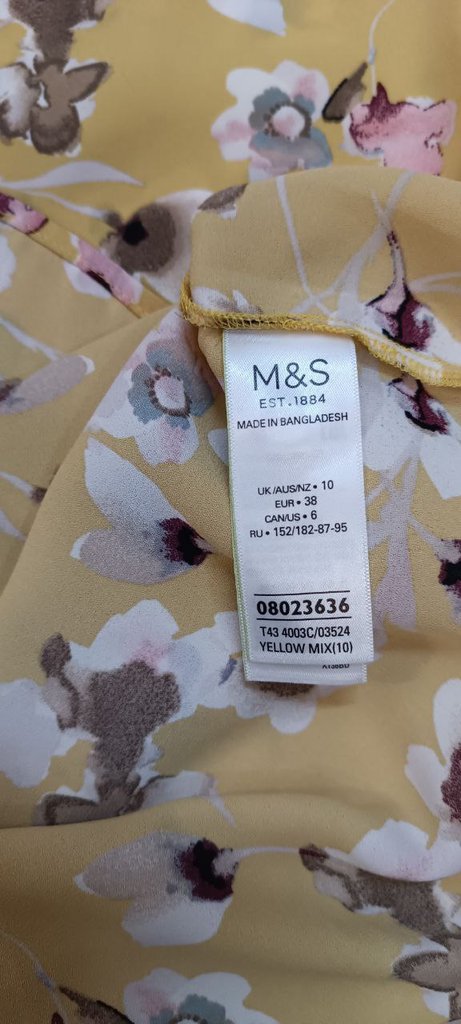 M&S
EST.1884
MADE IN BANGLADESH
UK/AUS/NZ • 10
EUR • 38
CAN/US • 6
RU • 152/182-87-95
08023636
T43 4003C/03524
YELLOW MIX(10)